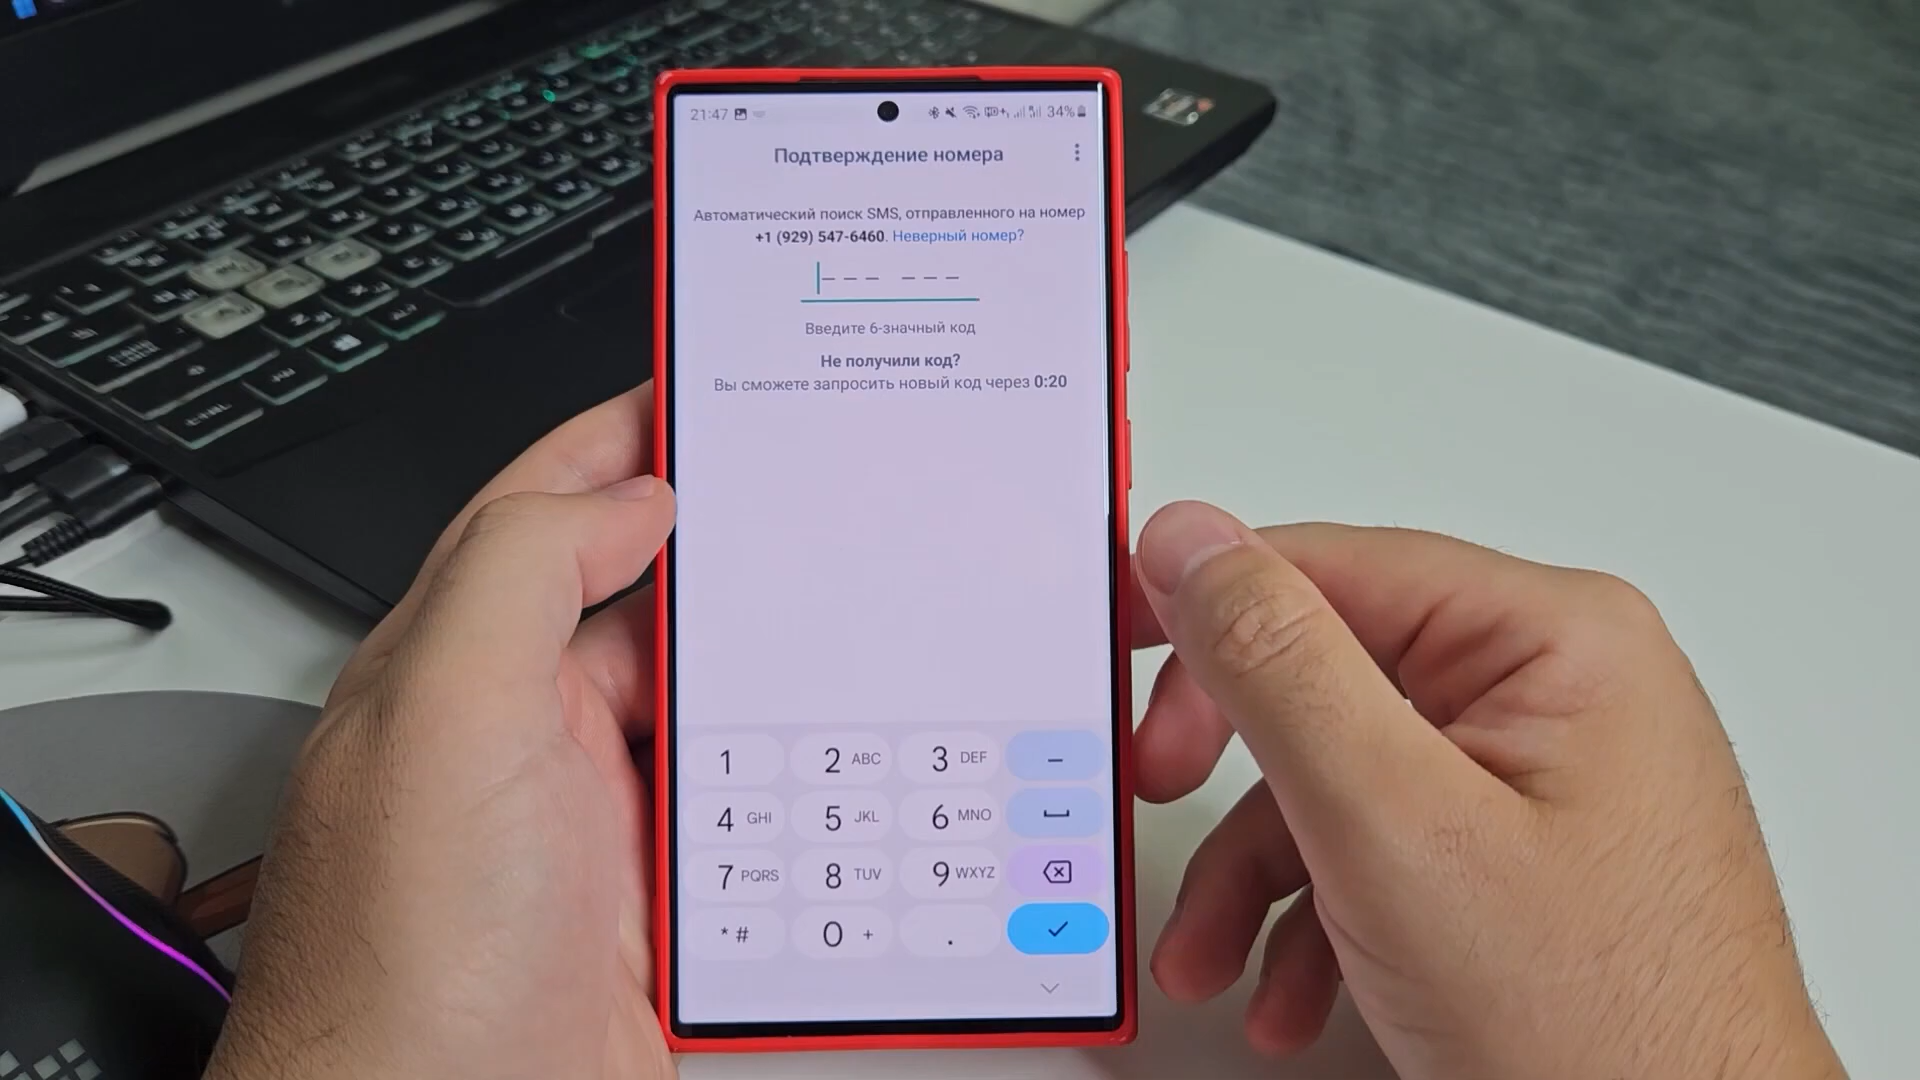 21:47 34%
Подтверждение номера
Автоматический поиск SMS, отправленного на номер
+1 (929) 547-6460. Неверный номер?
Введите 6-значный код
Не получили код?
Вы сможете запросить новый код через 0:20
1 2 ABC 3 DEF –
4 GHI 5 JKL 6 MNO
7 PQRS 8 TUV 9 WXYZ
* # 0 + .